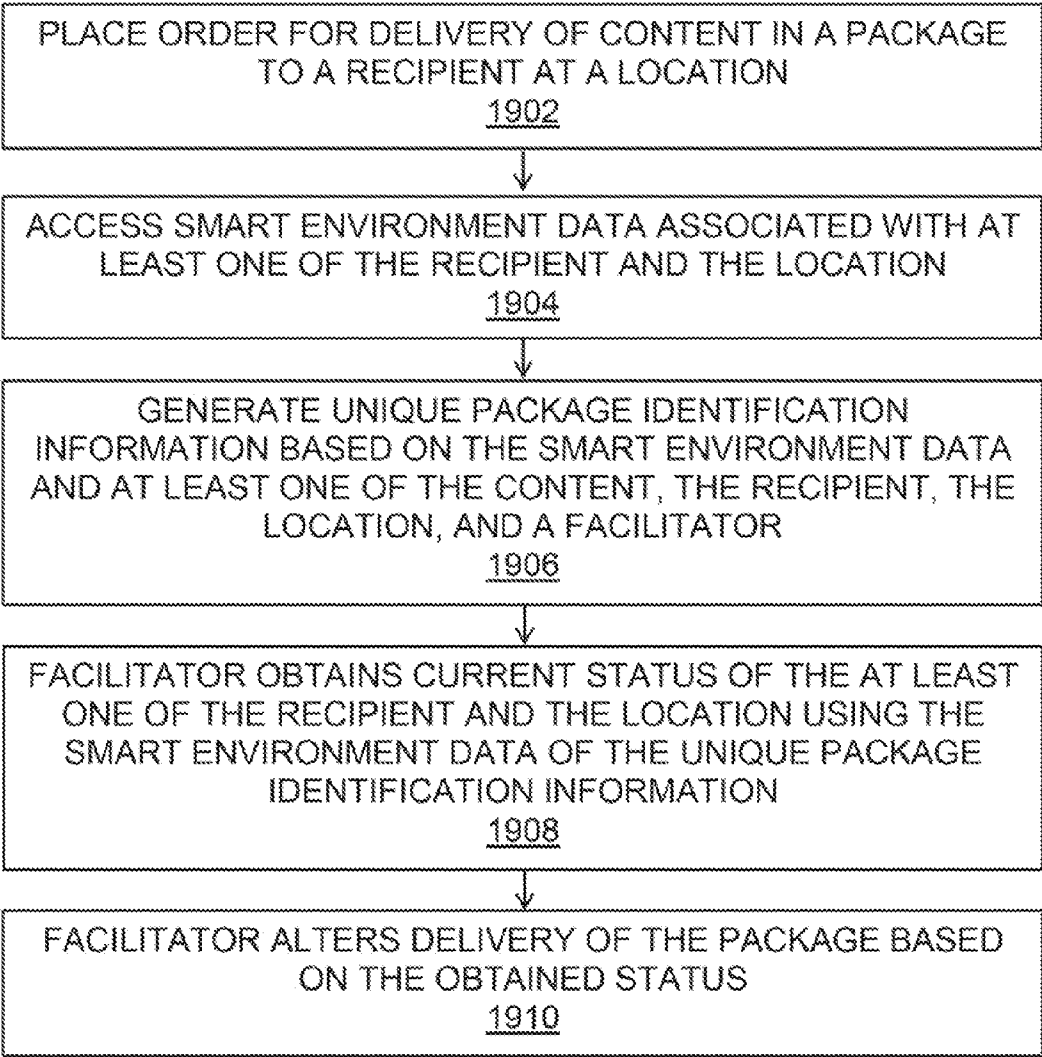 PLACE ORDER FOR DELIVERY OF CONTENT IN A PACKAGE
TO A RECIPIENT AT A LOCATION
1902
ACCESS SMART ENVIRONMENT DATA ASSOCIATED WITH AT
LEAST ONE OF THE RECIPIENT AND THE LOCATION
1904
GENERATE UNIQUE PACKAGE IDENTIFICATION
INFORMATION BASED ON THE SMART ENVIRONMENT DATA
AND AT LEAST ONE OF THE CONTENT, THE RECIPIENT, THE
LOCATION, AND A FACILITATOR
1906
FACILITATOR OBTAINS CURRENT STATUS OF THE AT LEAST
ONE OF THE RECIPIENT AND THE LOCATION USING THE
SMART ENVIRONMENT DATA OF THE UNIQUE PACKAGE
IDENTIFICATION INFORMATION
1908
FACILITATOR ALTERS DELIVERY OF THE PACKAGE BASED
ON THE OBTAINED STATUS
1910